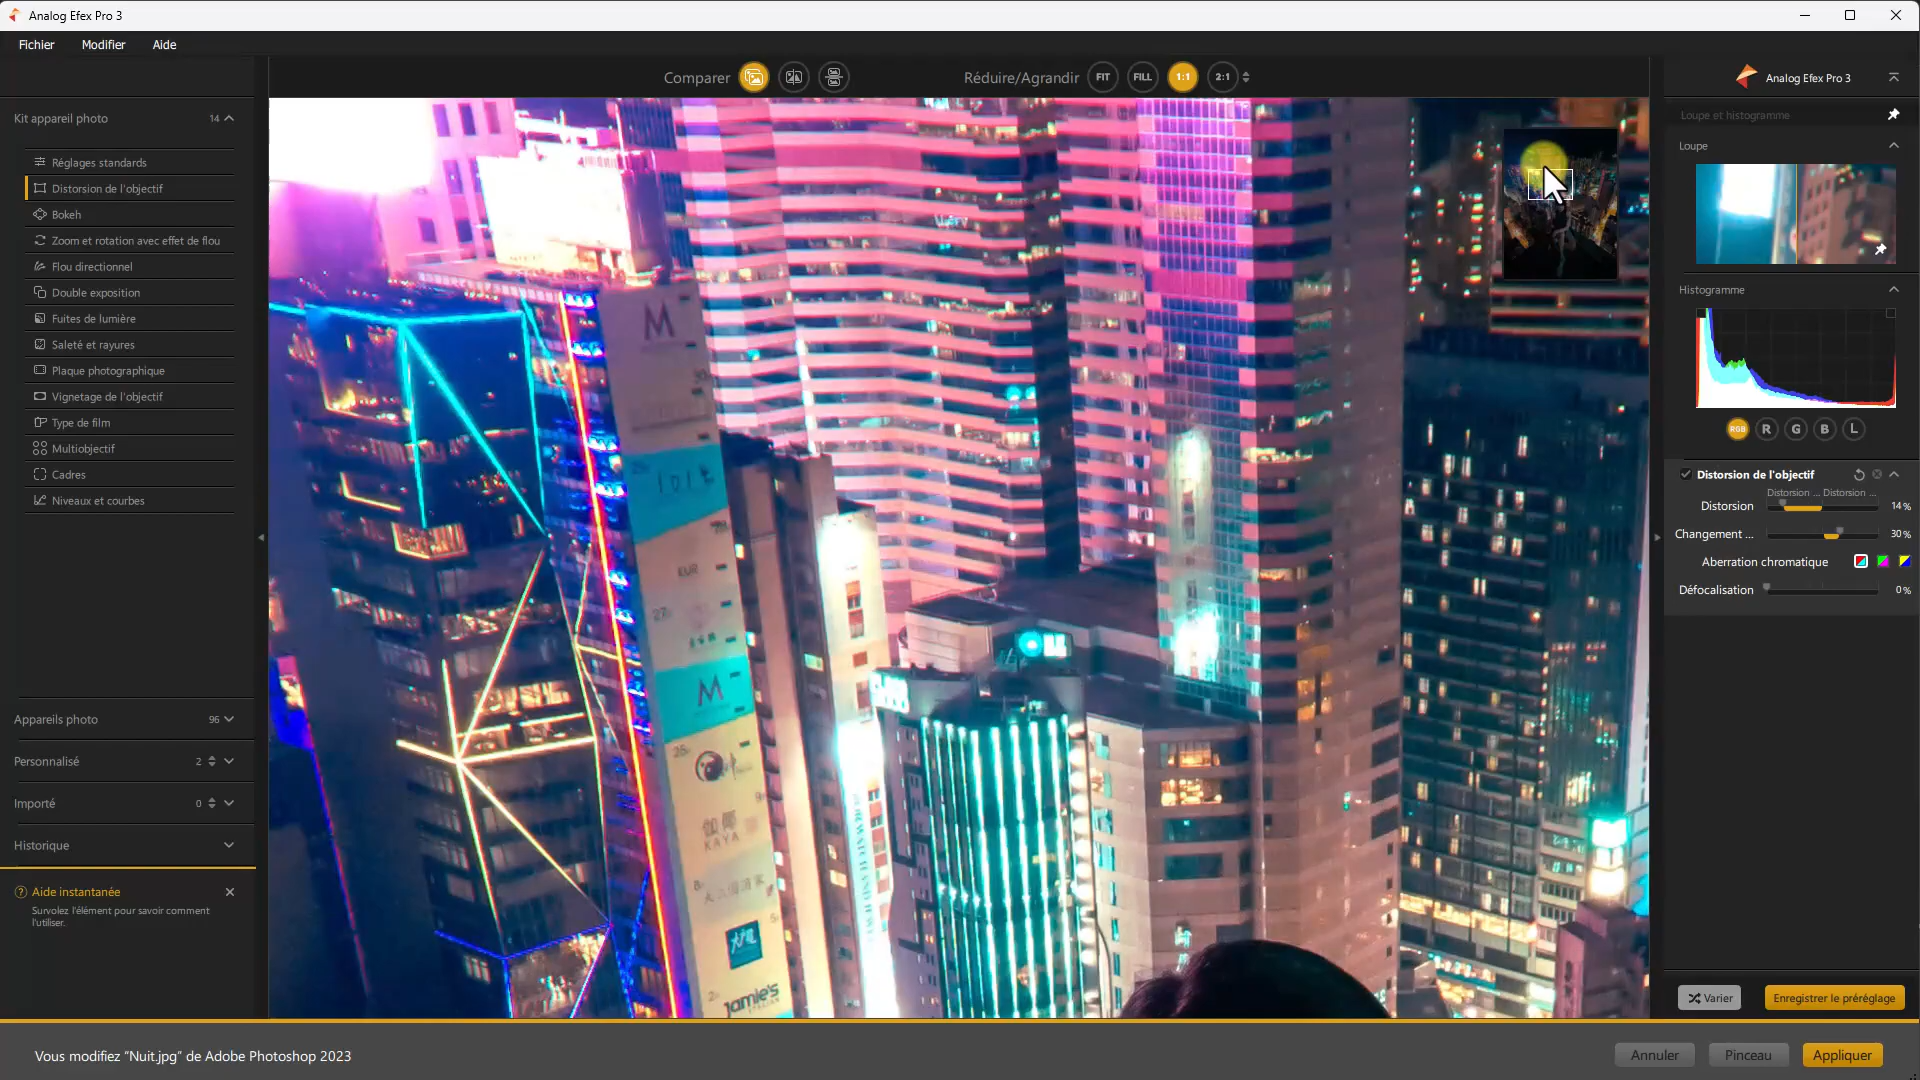 Analog Efex Pro 3
Fichier Modifier Aide
Comparer
Réduire/Agrandir FIT FILL 1:1 2:1
Analog Efex Pro 3
Kit appareil photo 14
Réglages standards
Distorsion de l'objectif
Bokeh
Zoom et rotation avec effet de flou
Flou directionnel
Double exposition
Fuites de lumière
Saleté et rayures
Plaque photographique
Vignetage de l'objectif
Type de film
Multiobjectif
Cadres
Niveaux et courbes
Appareils photo 96
Personnalisé 2
Importé 0
Historique
Aide instantanée
Survolez l'élément pour savoir comment
l'utiliser.
M
KUR
M
KAYA
Jamie's
Loupe et histogramme
Loupe
Histogramme
RGB R G B L
Distorsion de l'objectif
Distorsion ... Distorsion ...
Distorsion 14%
Changement ... 30%
Aberration chromatique
Défocalisation 0%
Varier
Enregistrer le préréglage
Vous modifiez “Nuit.jpg” de Adobe Photoshop 2023
Annuler Pinceau Appliquer